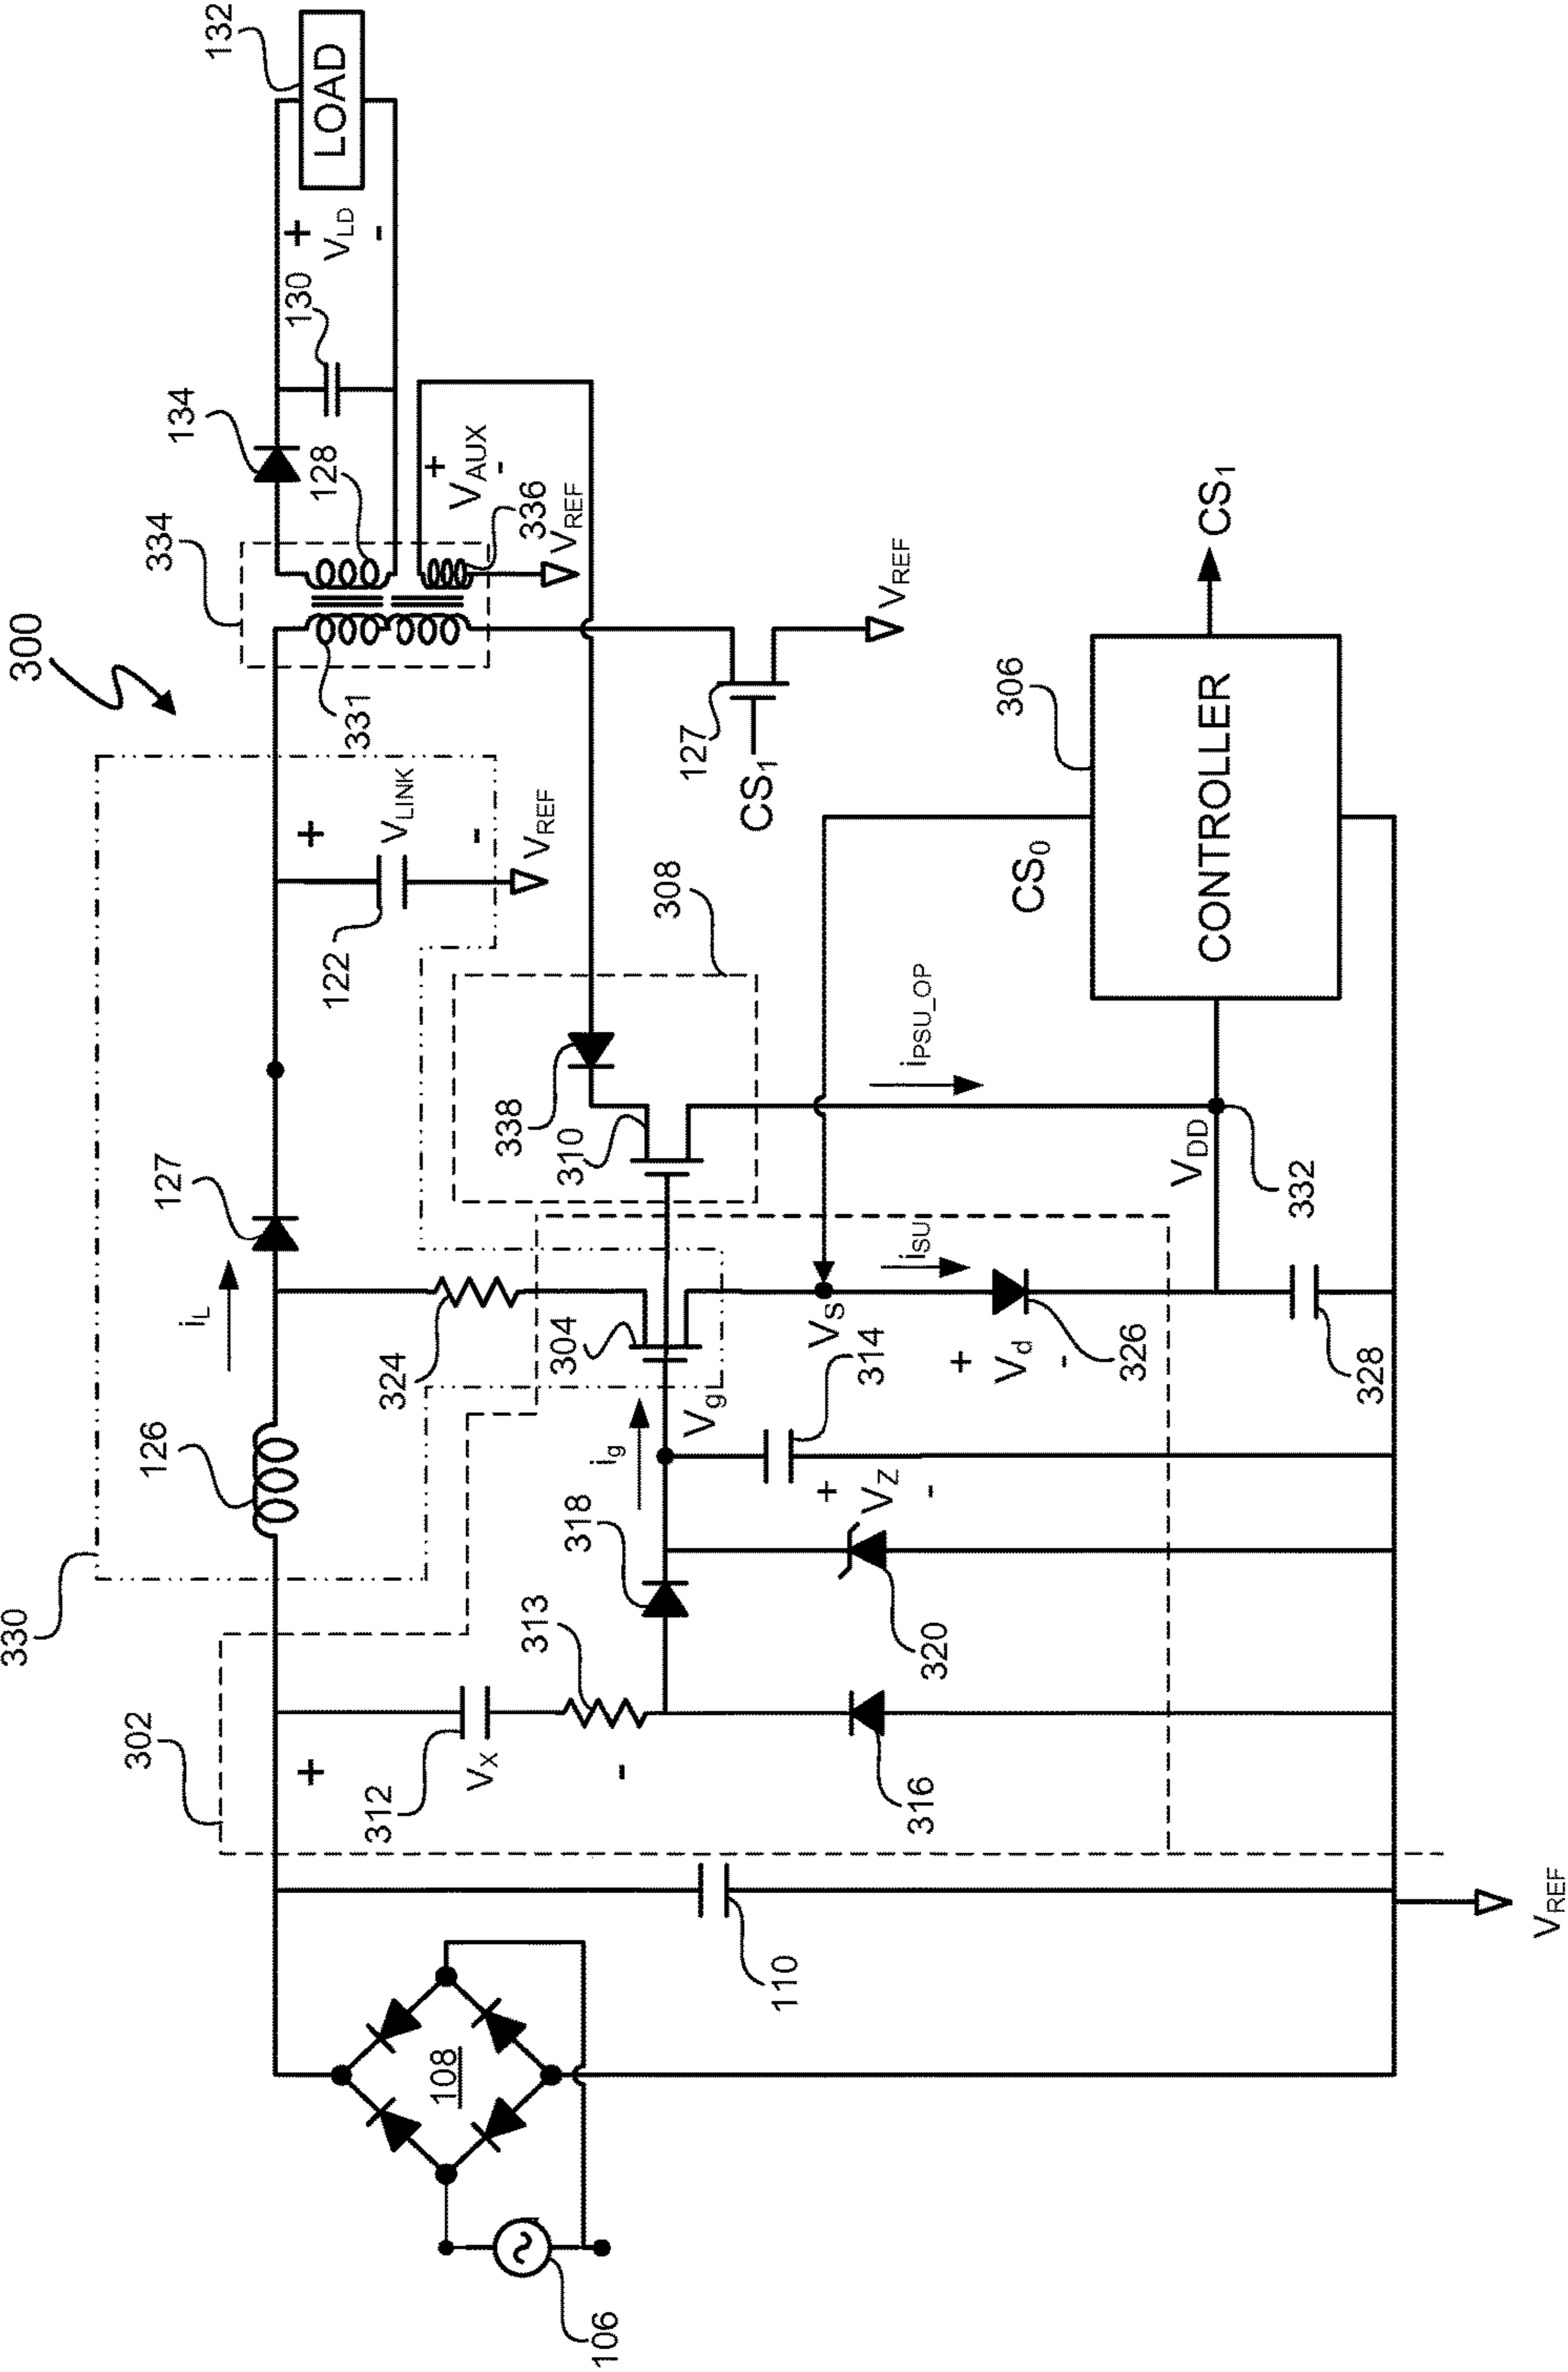 300
330
302
126
iL
127
334
134
130
132
LOAD
+
VLD
-
128
331
+
VAUX
-
336
VREF
+
VLINK
-
122
VREF
324
304
338
310
308
127
CS1
VREF
108
106
110
+
312
VX
-
313
318
ig
Vg
316
320
+
VZ
-
314
VS
iSU
+
Vd
-
326
328
iPSU_OP
VDD
332
CS0
306
CONTROLLER
CS1
VREF